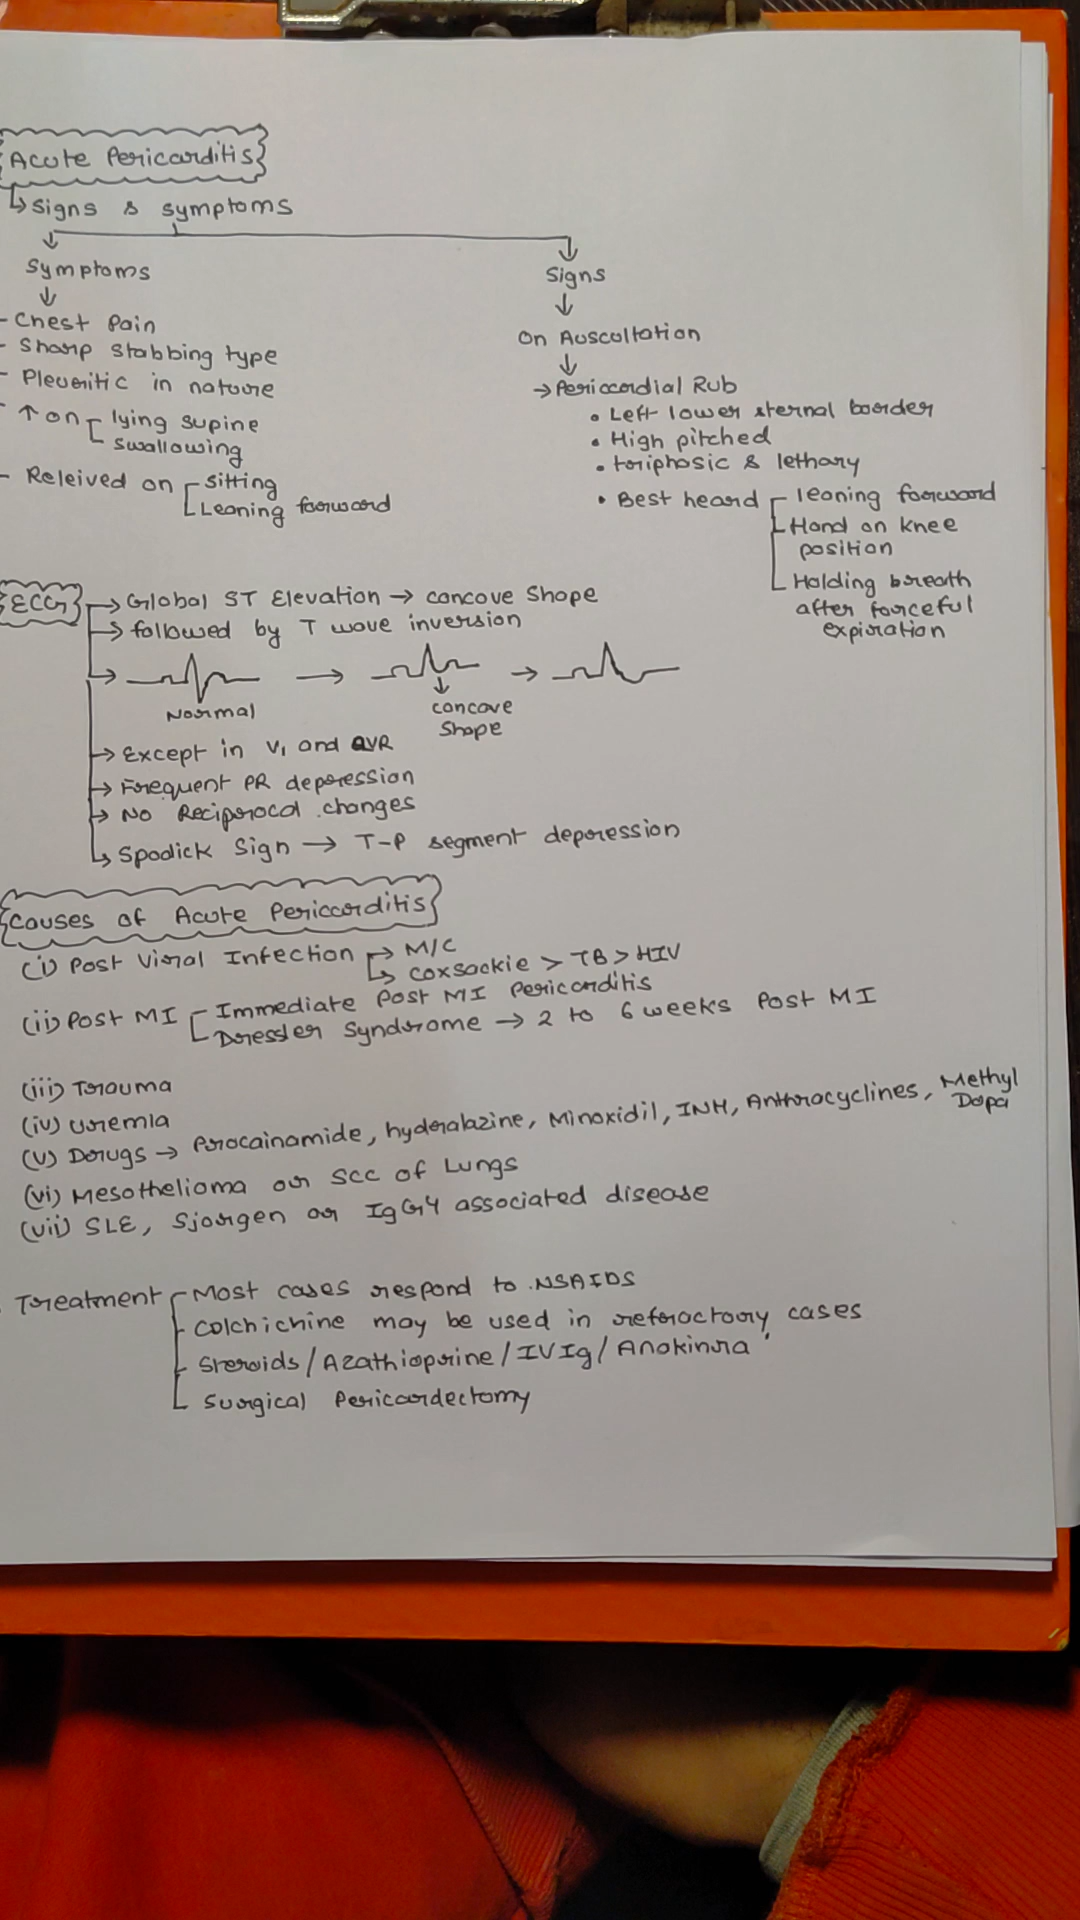 Acute Pericarditis
↳ Signs & symptoms
Symptoms
- Chest Pain
- Sharp stabbing type
- Pleuritic in nature
- ↑ on lying supine
swallowing
- Releived on sitting
Leaning forward
Signs
On Auscultation
→ Pericardial Rub
• Left lower sternal border
• High pitched
• triphasic & lethary
• Best heard leaning forward
Hand on knee
position
Holding breath
after forceful
expiration
ECG → Global ST Elevation → concave Shape
→ followed by T wave inversion
→ → →
Normal
concave
Shape
→ Except in V1 and aVR
→ Frequent PR depression
→ No Reciprocal changes
↳ Spodick Sign → T-P segment depression
Causes of Acute Pericarditis
(i) Post Viral Infection → M/C
↳ coxsackie > TB > HIV
(ii) Post MI Immediate Post MI Pericarditis
Dressler Syndrome → 2 to 6 weeks Post MI
(iii) Trauma
(iv) uremia
(v) Drugs → Procainamide, hyderalazine, Minoxidil, INH, Anthracyclines, Methyl
Dopa
(vi) Mesothelioma or SCC of Lungs
(vii) SLE, Sjorgen or IgG4 associated disease
Treatment Most cases respond to NSAIDS
Colchichine may be used in refractory cases
Steroids/Azathioprine/IVIg/Anakinra
Surgical Pericardectomy